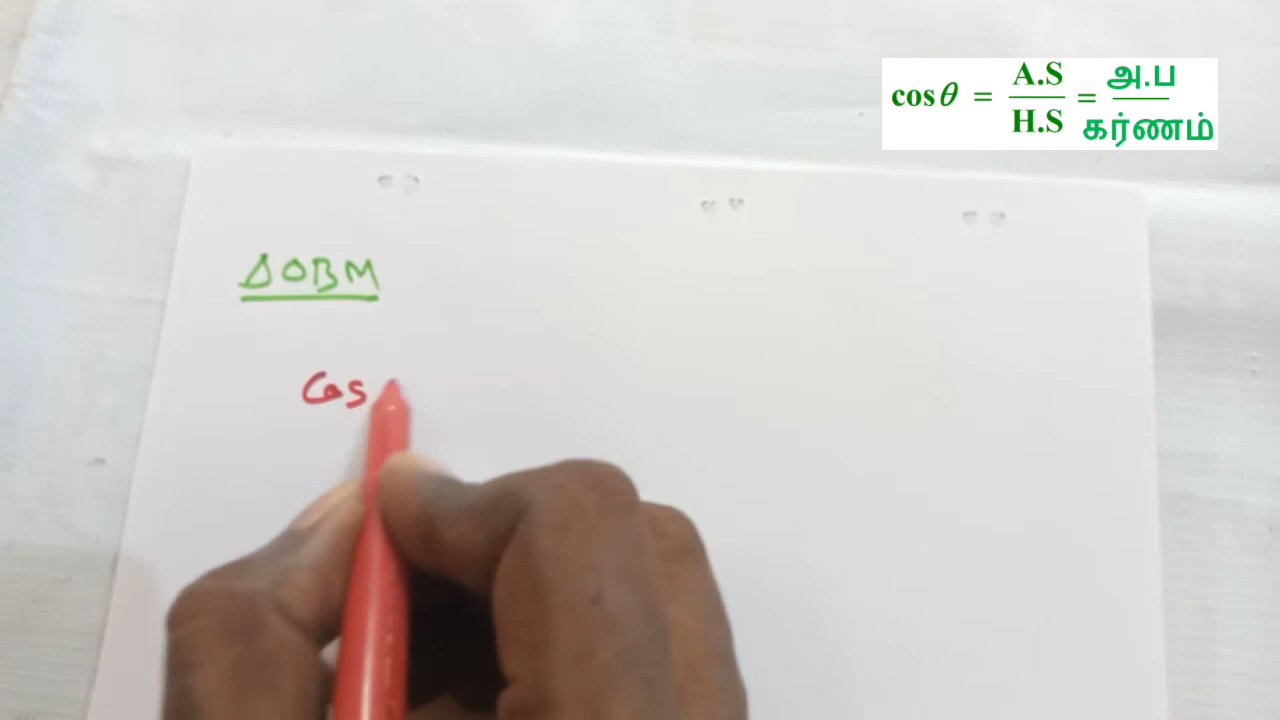 cosθ = A.S / H.S = அ.ப / கர்ணம்
ΔOBM
Cos